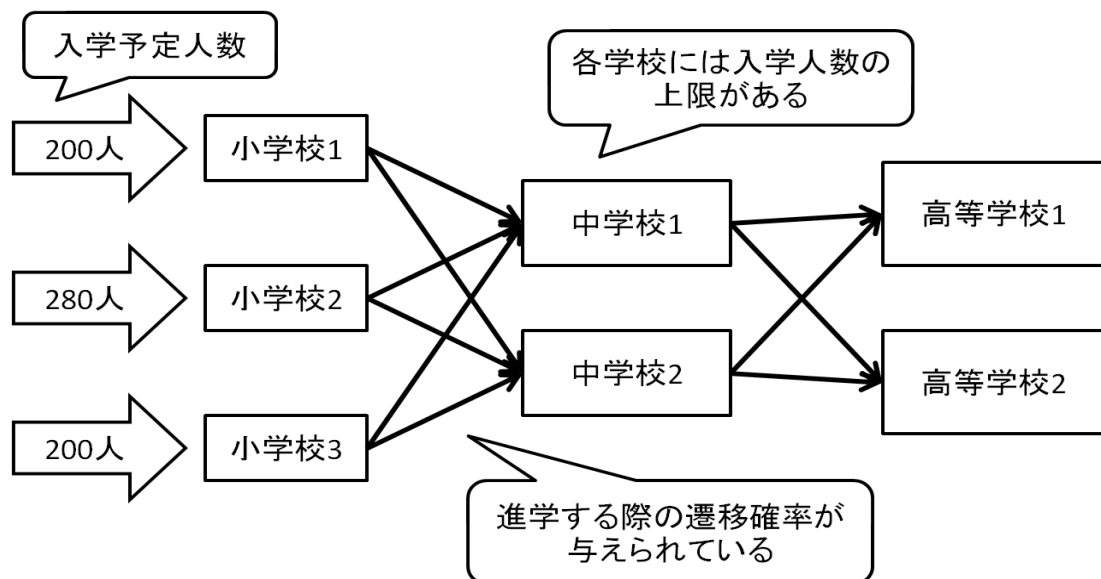 入学予定人数
各学校には入学人数の
上限がある
200人
小学校1
中学校1
高等学校1
280人
小学校2
中学校2
高等学校2
200人
小学校3
進学する際の遷移確率が
与えられている